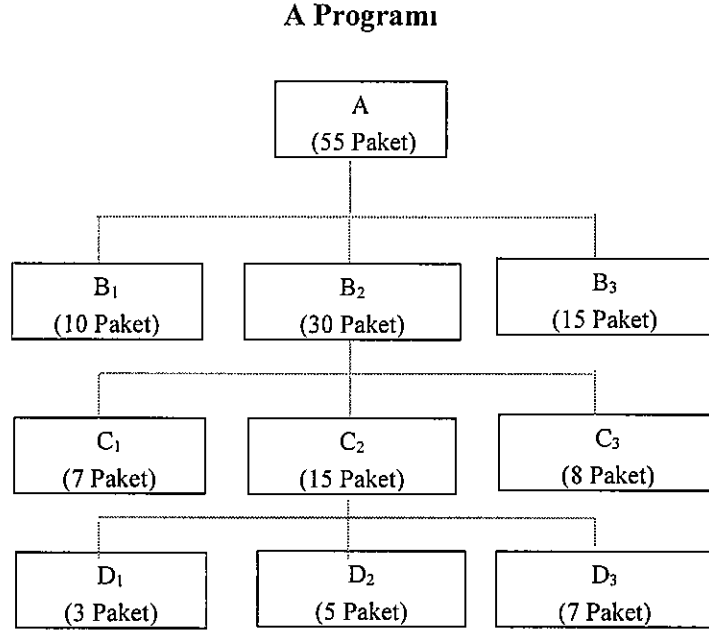 A Programı
A
(55 Paket)
B₁
(10 Paket)
B₂
(30 Paket)
B₃
(15 Paket)
C₁
(7 Paket)
C₂
(15 Paket)
C₃
(8 Paket)
D₁
(3 Paket)
D₂
(5 Paket)
D₃
(7 Paket)